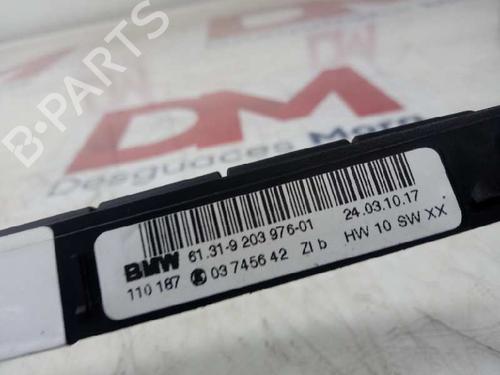 B-PARTS
DM
Desguaces Mora
BMW 61.31-9 203 976-01 24.03.10.17
110 187 03 7456 42 ZI b HW 10 SW XX